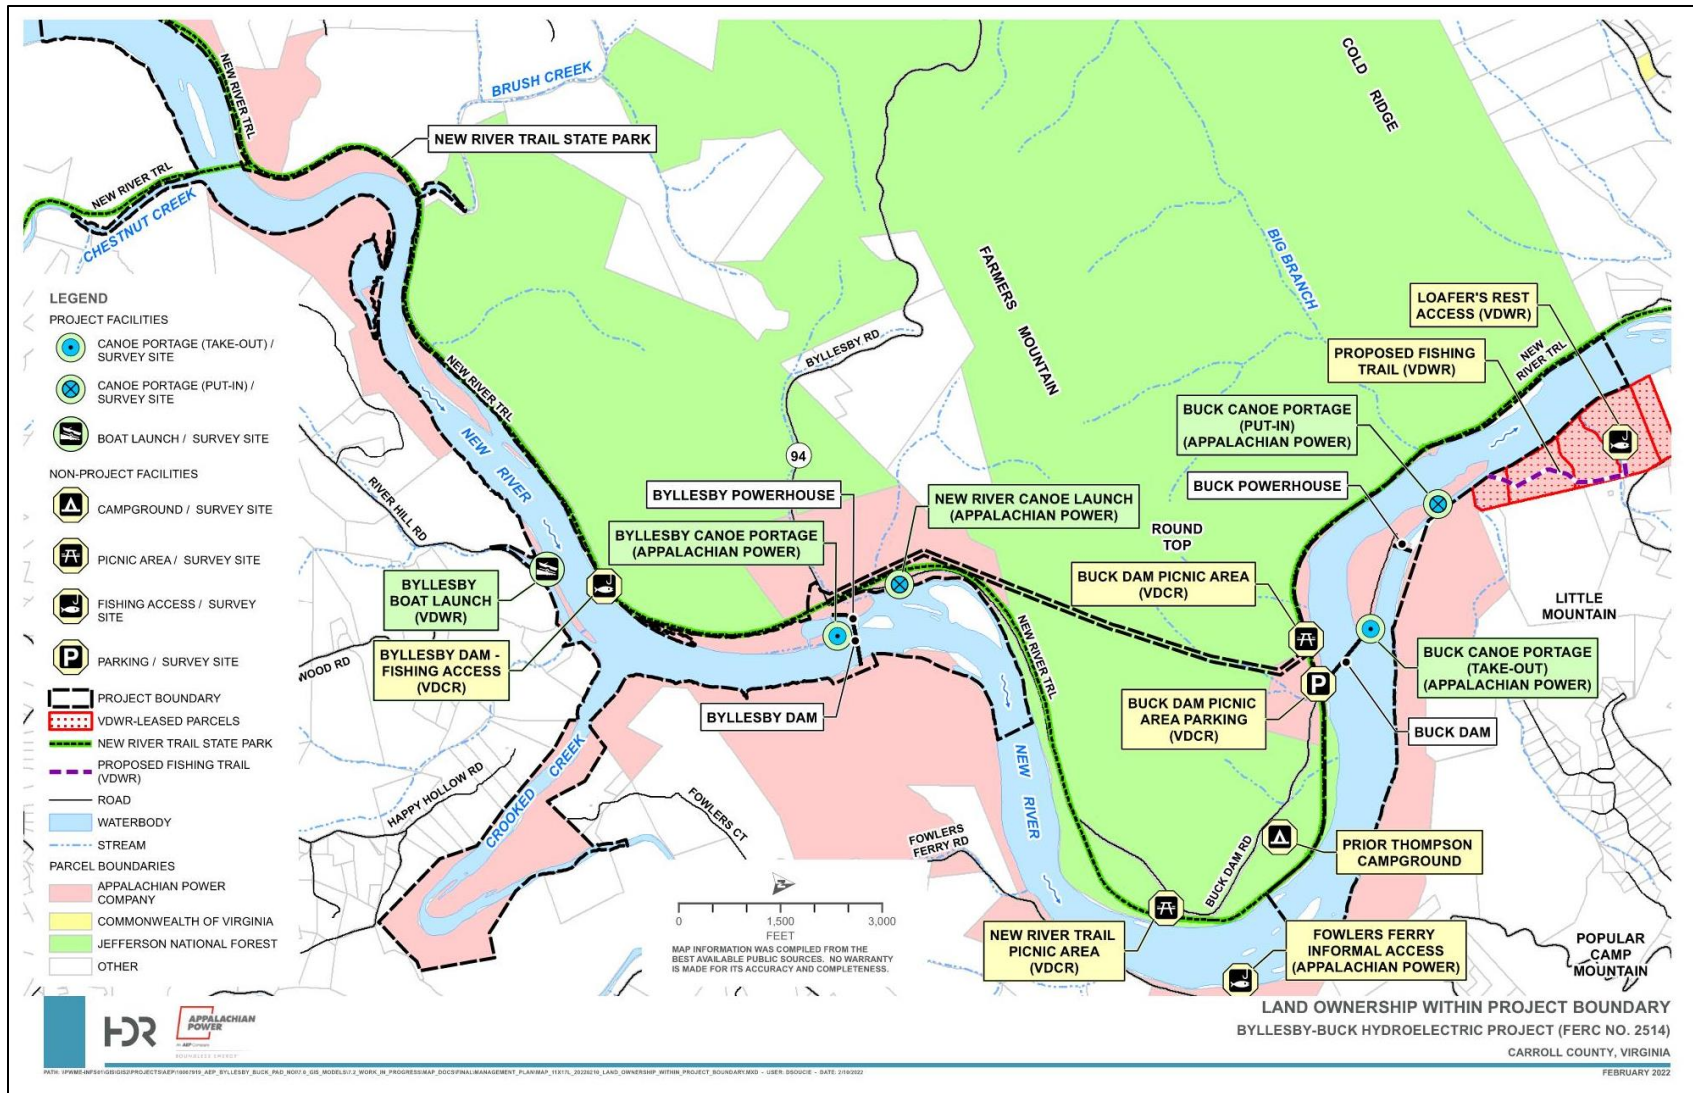 COLD
RIDGE
BRUSH CREEK
NEW RIVER TRL
NEW RIVER TRAIL STATE PARK
NEW RIVER TRL
CHESTNUT CREEK
BIG BRANCH
FARMERS
MOUNTAIN
LOAFER'S REST
ACCESS (VDWR)
PROPOSED FISHING
TRAIL (VDWR)
NEW
RIVER TRL
BYLLESBY RD
NEW RIVER TRL
BUCK CANOE PORTAGE
(PUT-IN)
(APPALACHIAN POWER)
94
NEW
RIVER
BUCK POWERHOUSE
BYLLESBY POWERHOUSE
NEW RIVER CANOE LAUNCH
(APPALACHIAN POWER)
RIVER HILL RD
BYLLESBY CANOE PORTAGE
(APPALACHIAN POWER)
ROUND
TOP
BYLLESBY
BOAT LAUNCH
(VDWR)
BUCK DAM PICNIC AREA
(VDCR)
LITTLE
MOUNTAIN
NEW RIVER TRL
WOOD RD
BYLLESBY DAM -
FISHING ACCESS
(VDCR)
BUCK CANOE PORTAGE
(TAKE-OUT)
(APPALACHIAN POWER)
P
BYLLESBY DAM
BUCK DAM PICNIC
AREA PARKING
(VDCR)
BUCK DAM
NEW
RIVER
HAPPY HOLLOW RD
CROOKED
CREEK
FOWLERS CT
FOWLERS
FERRY RD
BUCK DAM RD
PRIOR THOMPSON
CAMPGROUND
NEW RIVER TRAIL
PICNIC AREA
(VDCR)
FOWLERS FERRY
INFORMAL ACCESS
(APPALACHIAN POWER)
POPULAR
CAMP
MOUNTAIN
LEGEND
PROJECT FACILITIES
CANOE PORTAGE (TAKE-OUT) /
SURVEY SITE
CANOE PORTAGE (PUT-IN) /
SURVEY SITE
BOAT LAUNCH / SURVEY SITE
NON-PROJECT FACILITIES
CAMPGROUND / SURVEY SITE
PICNIC AREA / SURVEY SITE
FISHING ACCESS / SURVEY
SITE
P
PARKING / SURVEY SITE
PROJECT BOUNDARY
VDWR-LEASED PARCELS
NEW RIVER TRAIL STATE PARK
PROPOSED FISHING TRAIL
(VDWR)
ROAD
WATERBODY
STREAM
PARCEL BOUNDARIES
APPALACHIAN POWER
COMPANY
COMMONWEALTH OF VIRGINIA
JEFFERSON NATIONAL FOREST
OTHER
0 1,500 3,000
FEET
MAP INFORMATION WAS COMPILED FROM THE
BEST AVAILABLE PUBLIC SOURCES. NO WARRANTY
IS MADE FOR ITS ACCURACY AND COMPLETENESS.
HDR
APPALACHIAN
POWER
An AEP Company
BOUNDLESS ENERGY
LAND OWNERSHIP WITHIN PROJECT BOUNDARY
BYLLESBY-BUCK HYDROELECTRIC PROJECT (FERC NO. 2514)
CARROLL COUNTY, VIRGINIA
FEBRUARY 2022